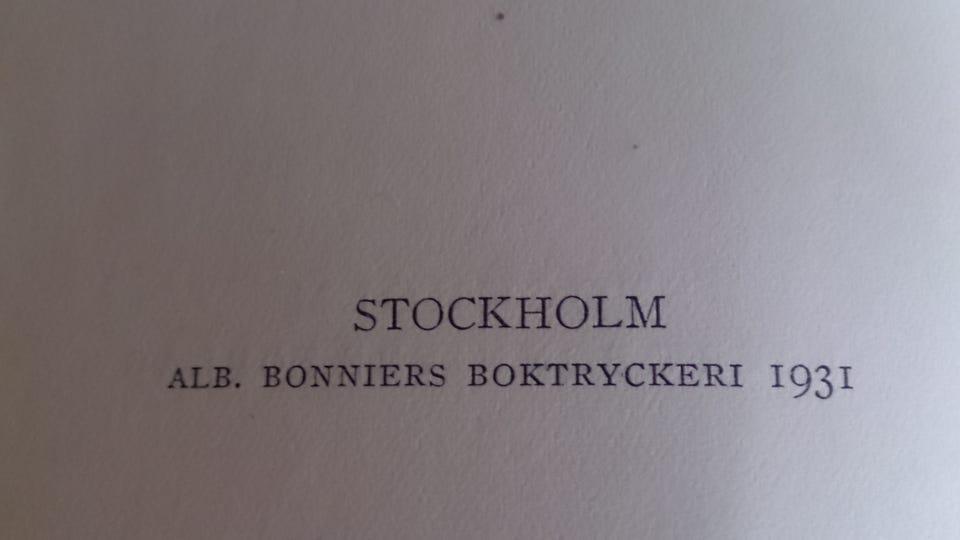 STOCKHOLM
ALB. BONNIERS BOKTRYCKERI 1931